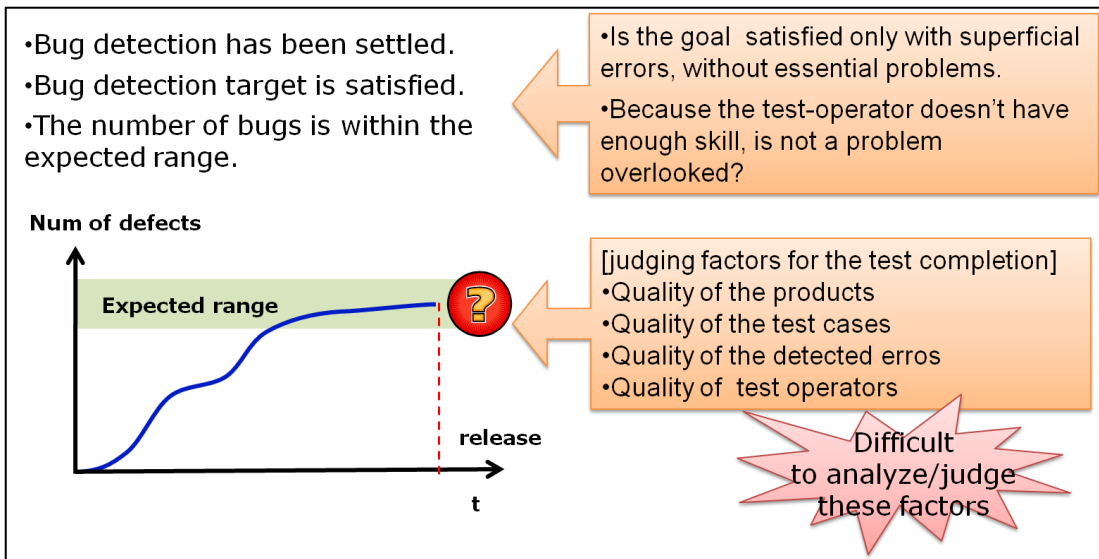 •Bug detection has been settled.
•Bug detection target is satisfied.
•The number of bugs is within the
expected range.
•Is the goal satisfied only with superficial
errors, without essential problems.
•Because the test-operator doesn’t have
enough skill, is not a problem
overlooked?
Num of defects
Expected range
?
release
t
[judging factors for the test completion]
•Quality of the products
•Quality of the test cases
•Quality of the detected erros
•Quality of test operators
Difficult
to analyze/judge
these factors